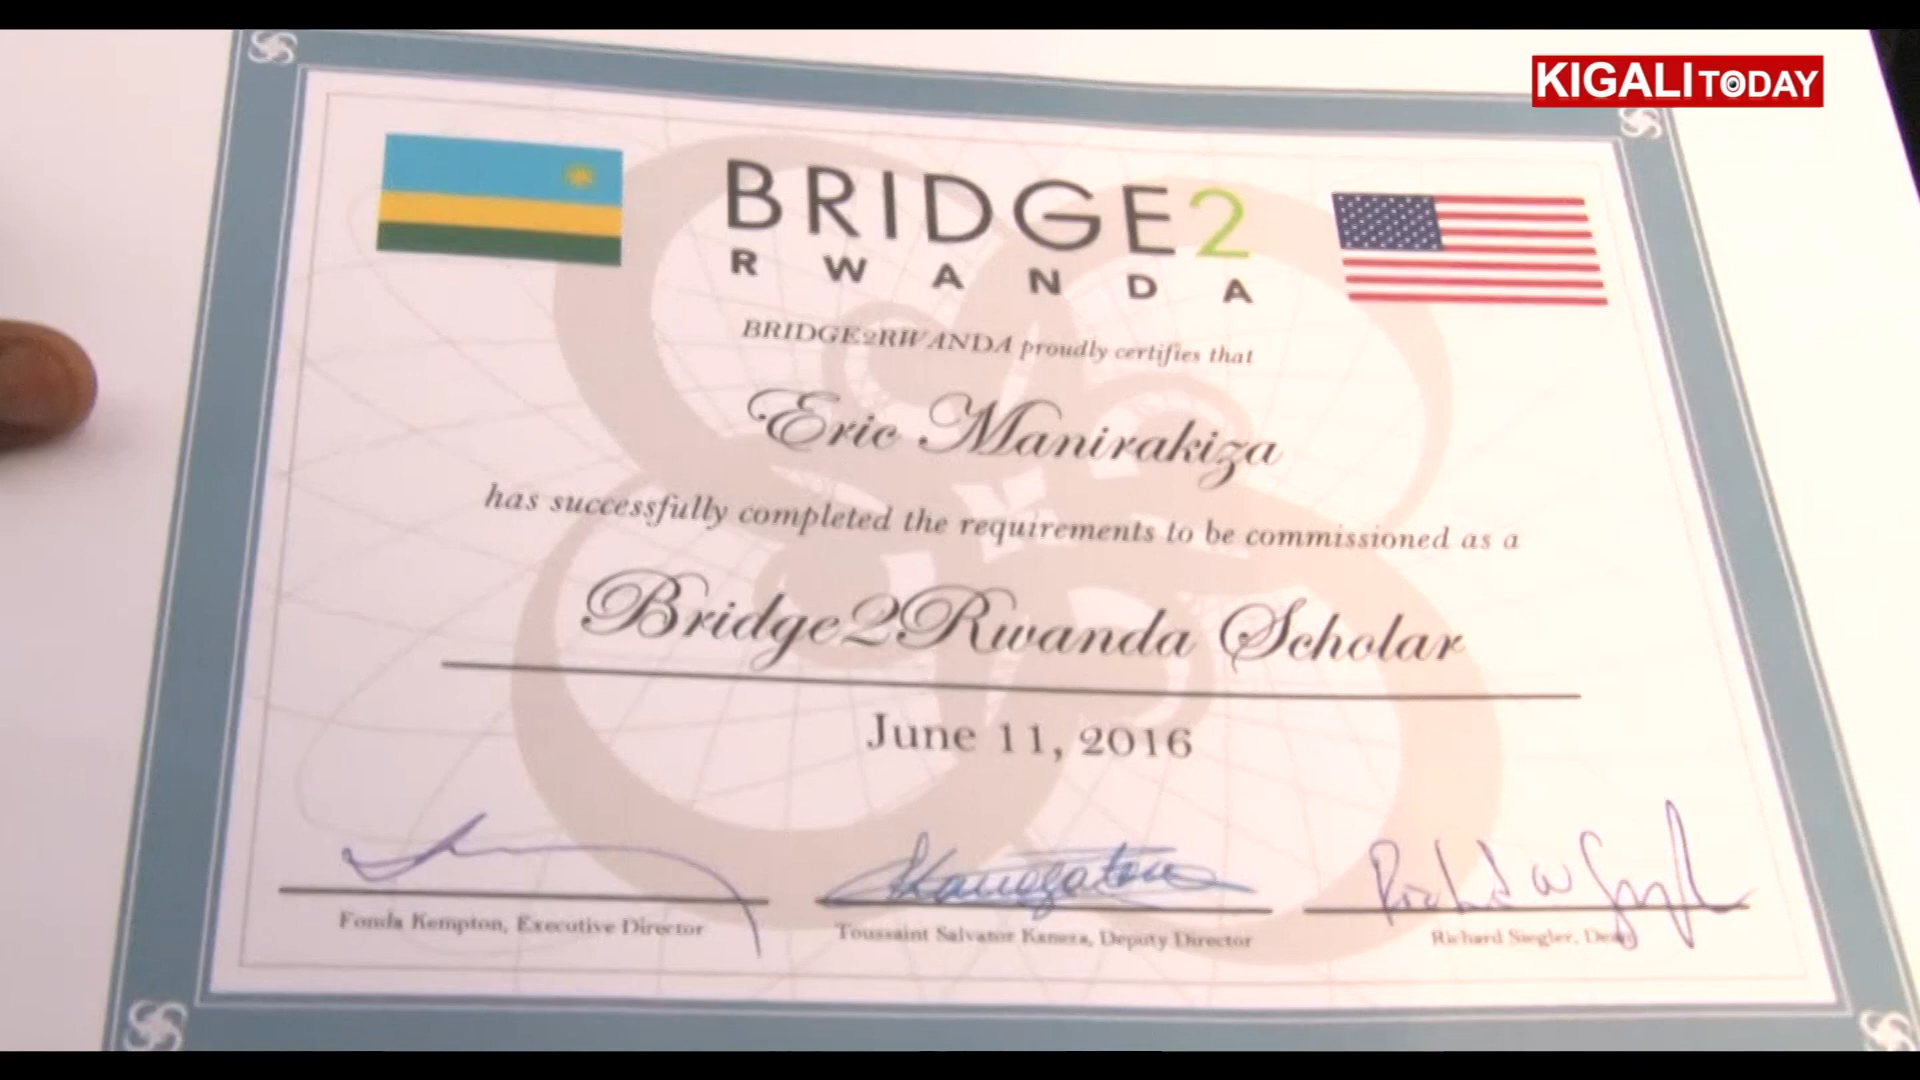 KIGALI TODAY
BRIDGE2
RWANDA
BRIDGE2RWANDA proudly certifies that
Eric Manirakiza
has successfully completed the requirements to be commissioned as a
Bridge2Rwanda Scholar
June 11, 2016
Fonda Kempton, Executive Director
Toussaint Salvator Kaneza, Deputy Director
Richard Siegler, Dean